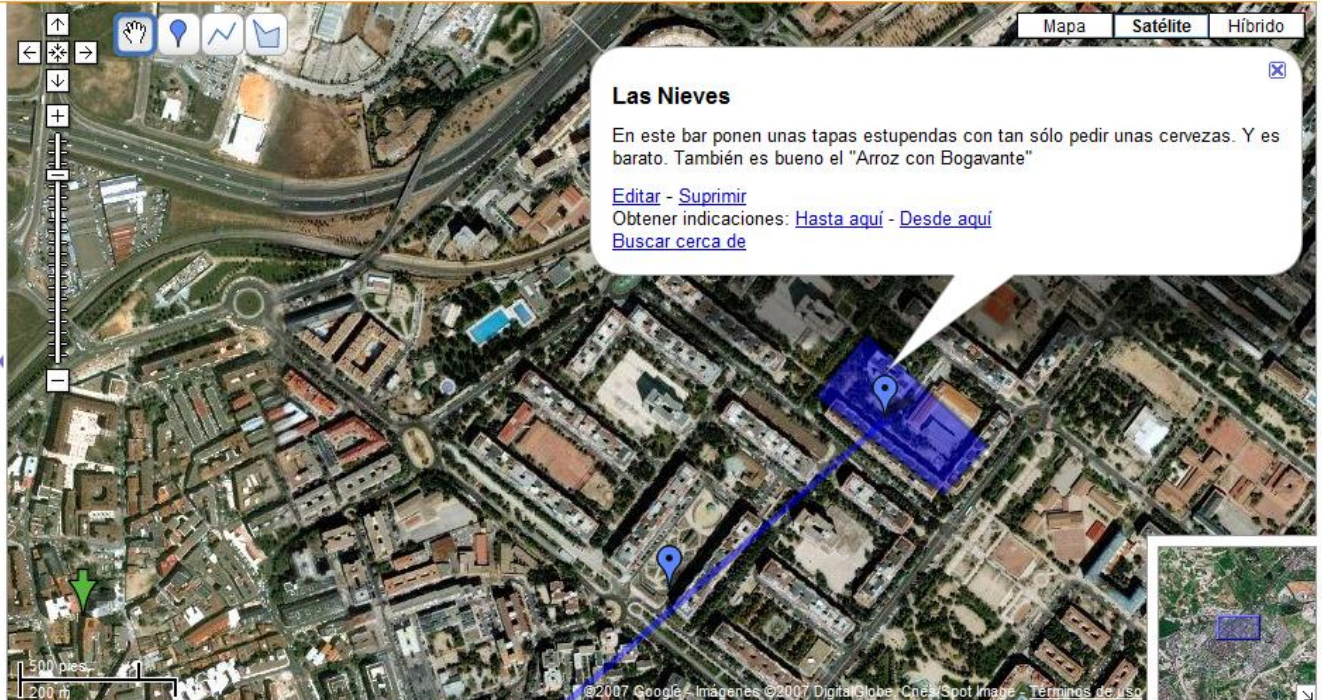 Mapa
Satélite
Híbrido
Las Nieves
En este bar ponen unas tapas estupendas con tan sólo pedir unas cervezas. Y es
barato. También es bueno el "Arroz con Bogavante"
Editar - Suprimir
Obtener indicaciones: Hasta aquí - Desde aquí
Buscar cerca de
500 pies
200 m
©2007 Google - Imágenes ©2007 DigitalGlobe, Cnes/Spot Image - Términos de uso